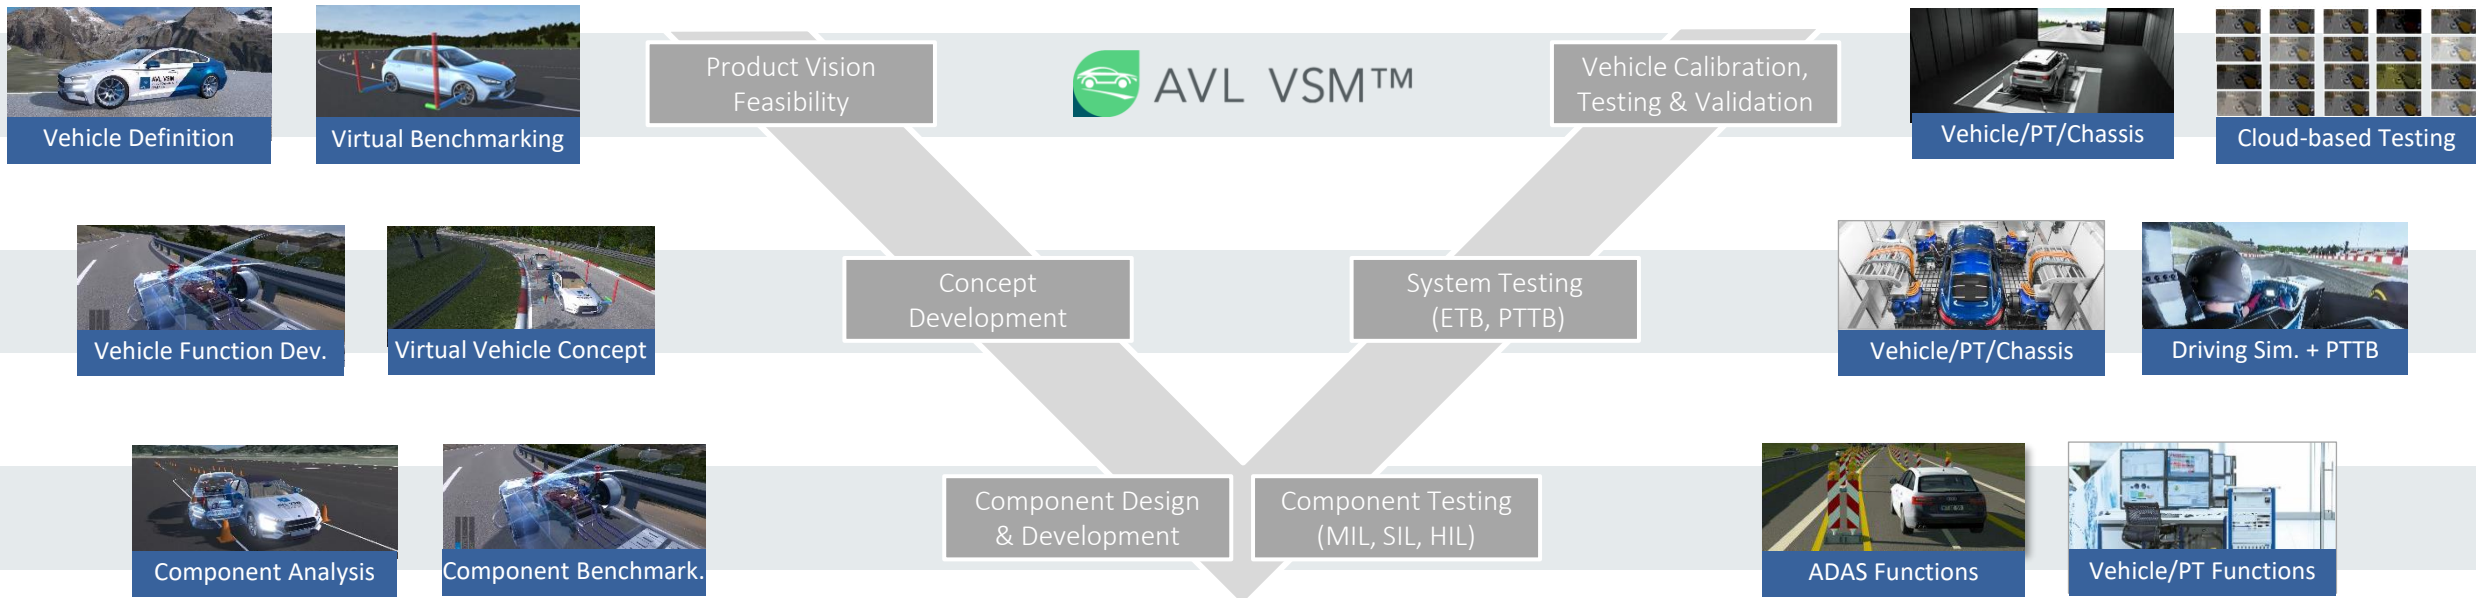 Product Vision
Feasibility
AVL VSM™
Vehicle Calibration,
Testing & Validation
Vehicle Definition
Virtual Benchmarking
Vehicle/PT/Chassis
Cloud-based Testing
Concept
Development
System Testing
(ETB, PTTB)
Vehicle Function Dev.
Virtual Vehicle Concept
Vehicle/PT/Chassis
Driving Sim. + PTTB
Component Design
& Development
Component Testing
(MIL, SIL, HIL)
Component Analysis
Component Benchmark.
ADAS Functions
Vehicle/PT Functions